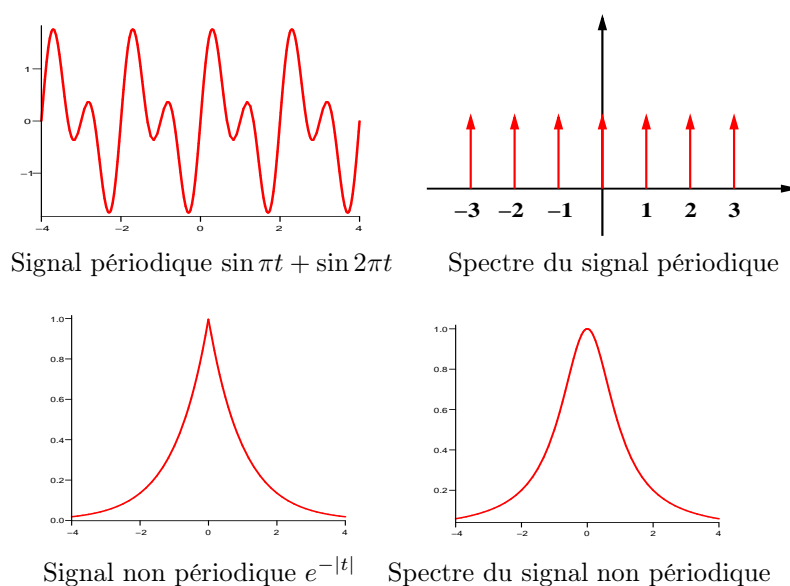 1
0
−1
−4 −2 0 2 4
−3 −2 −1 1 2 3
Signal périodique sin πt + sin 2πt
Spectre du signal périodique
1.0
0.8
0.6
0.4
0.2
0.0
−4 −2 0 2 4
1.0
0.8
0.6
0.4
0.2
−4 −2 0 2 4
Signal non périodique e^{−|t|}
Spectre du signal non périodique